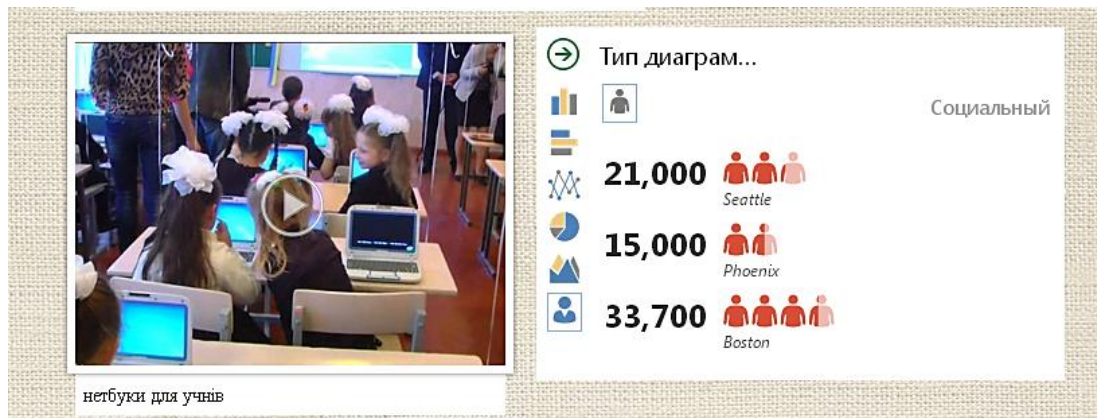 нетбуки для учнів
Тип диаграм...
Социальный
21,000
Seattle
15,000
Phoenix
33,700
Boston